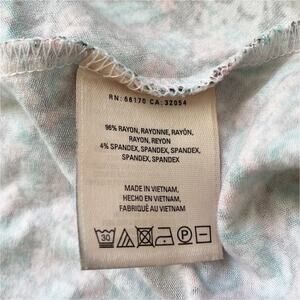 RN: 66170 CA: 32054
96% RAYON, RAYONNE, RAYÓN,
RAYON, REYON
4% SPANDEX, SPANDEX, SPANDEX,
SPANDEX, SPANDEX
MADE IN VIETNAM,
HECHO EN VIETNAM,
FABRIQUÉ AU VIETNAM
30 P